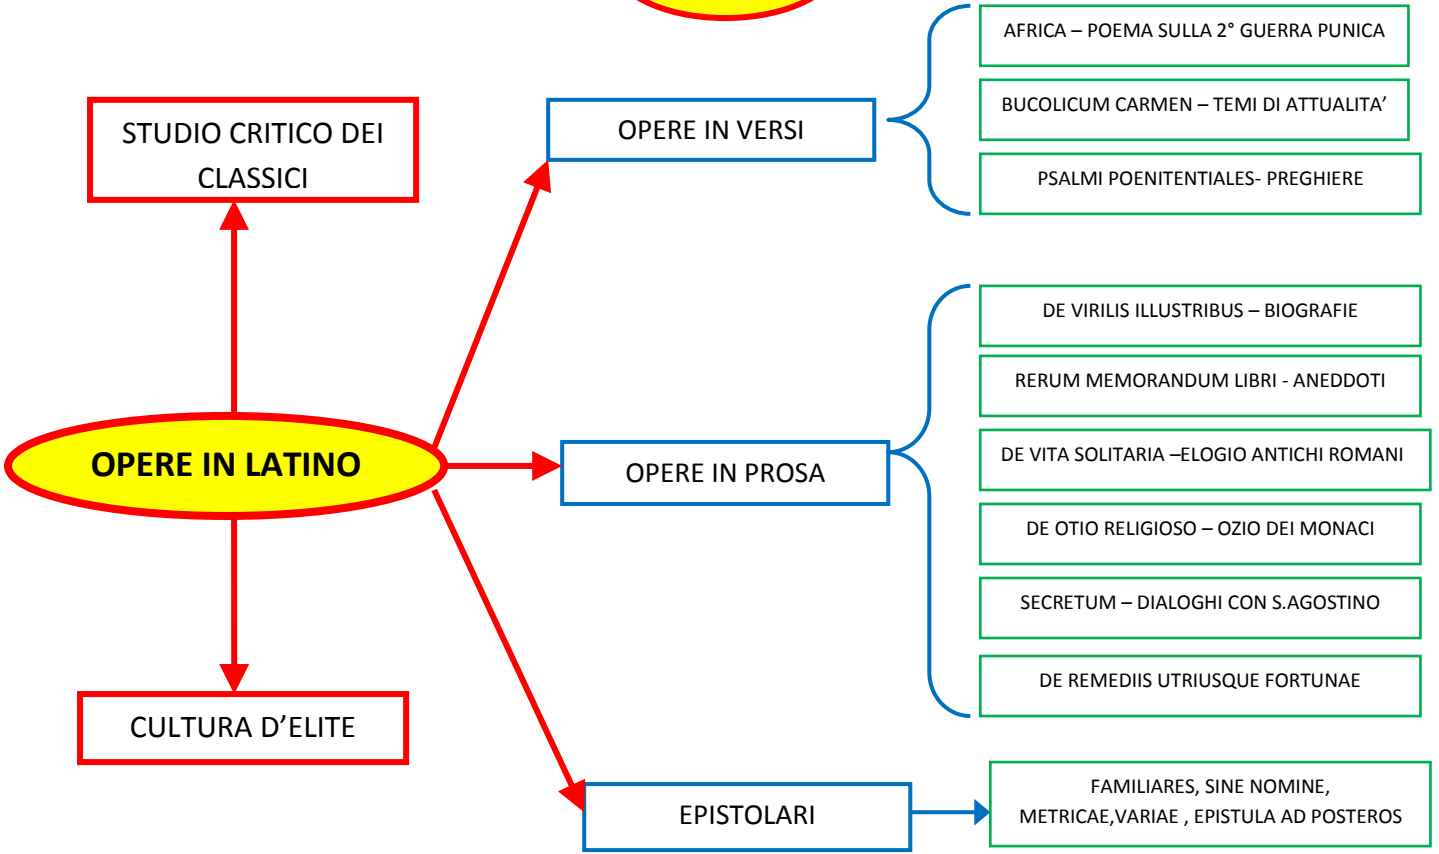 STUDIO CRITICO DEI
CLASSICI
OPERE IN LATINO
CULTURA D’ELITE
OPERE IN VERSI
AFRICA – POEMA SULLA 2° GUERRA PUNICA
BUCOLICUM CARMEN – TEMI DI ATTUALITA’
PSALMI POENITENTIALES- PREGHIERE
OPERE IN PROSA
DE VIRILIS ILLUSTRIBUS – BIOGRAFIE
RERUM MEMORANDUM LIBRI - ANEDDOTI
DE VITA SOLITARIA –ELOGIO ANTICHI ROMANI
DE OTIO RELIGIOSO – OZIO DEI MONACI
SECRETUM – DIALOGHI CON S.AGOSTINO
DE REMEDIIS UTRIUSQUE FORTUNAE
EPISTOLARI
FAMILIARES, SINE NOMINE,
METRICAE,VARIAE , EPISTULA AD POSTEROS